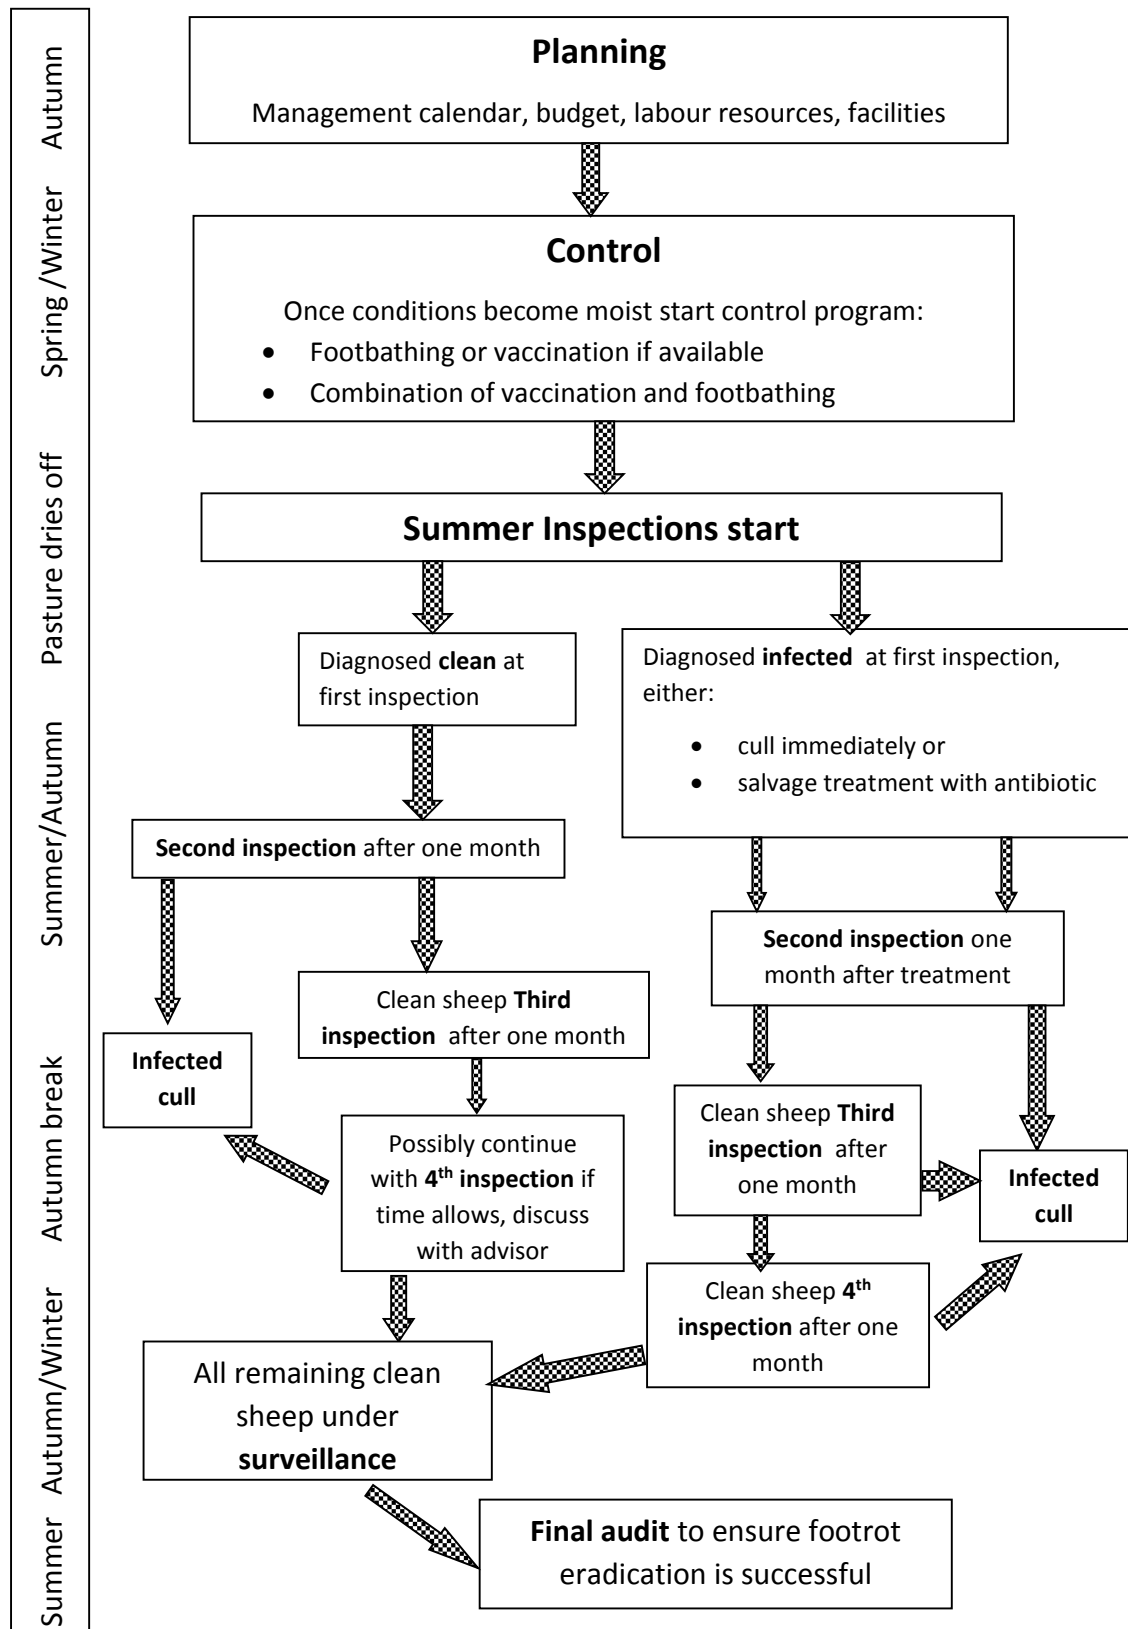 Autumn
Spring /Winter
Pasture dries off
Summer/Autumn
Autumn break
Autumn/Winter
Summer
Planning
Management calendar, budget, labour resources, facilities
Control
Once conditions become moist start control program:
• Footbathing or vaccination if available
• Combination of vaccination and footbathing
Summer Inspections start
Diagnosed clean at
first inspection
Diagnosed infected at first inspection,
either:
• cull immediately or
• salvage treatment with antibiotic
Second inspection after one month
Second inspection one
month after treatment
Clean sheep Third
inspection after one month
Infected
cull
Clean sheep Third
inspection after
one month
Possibly continue
with 4th inspection if
time allows, discuss
with advisor
Infected
cull
Clean sheep 4th
inspection after one
month
All remaining clean
sheep under
surveillance
Final audit to ensure footrot
eradication is successful